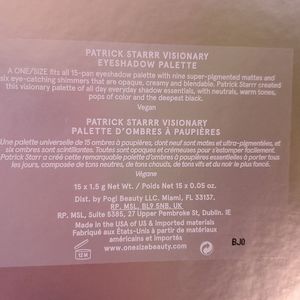 PATRICK STARRR VISIONARY
EYESHADOW PALETTE
A ONE/SIZE fits all 15-pan eyeshadow palette with nine super-pigmented mattes and
six eye-catching shimmers that are opaque, creamy and blendable. Patrick Starrr created
this visionary palette of all everyday shadow essentials, with neutrals, warm tones,
pops of color and the deepest black.
Vegan
PATRICK STARRR VISIONARY
PALETTE D'OMBRES À PAUPIÈRES
Une palette universelle de 15 ombres à paupières, dont neuf sont mates et ultra-pigmentées, et
six ombres sont scintillantes. Toutes sont opaques et crémeuses pour s'estomper facilement.
Patrick Starr a créé cette remarquable palette d'ombres à paupières essentielles à porter tous
les jours, composée de tons neutres, de tons chauds, de tons vifs et du noir le plus foncé.
Végane
15 x 1.5 g Net Wt. / Poids Net 15 x 0.05 oz.
Dist. by Pogi Beauty LLC. Miami, FL 33137.
RP. MSL, BL9 5NB, UK
RP. MSL, Suite 5385, 27 Upper Pembroke St, Dublin. IE
Made in the USA of US & imported materials
Fabriqué aux États-Unis à partir de matériaux
américains et importés
www.onesizebeauty.com
12 M
BJ0